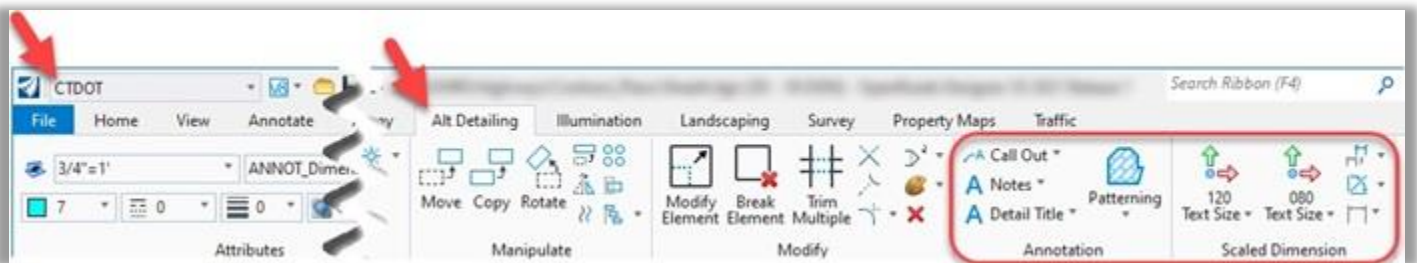 CTDOT
Search Ribbon (F4)
File Home View Annotate Alt Detailing Illumination Landscaping Survey Property Maps Traffic
3/4"=1' ANNOT_Dimen
7 0 0
Move Copy Rotate
Modify Element
Break Element
Trim Multiple
Call Out
Notes
Detail Title
Patterning
120 Text Size
080 Text Size
Attributes Manipulate Modify Annotation Scaled Dimension